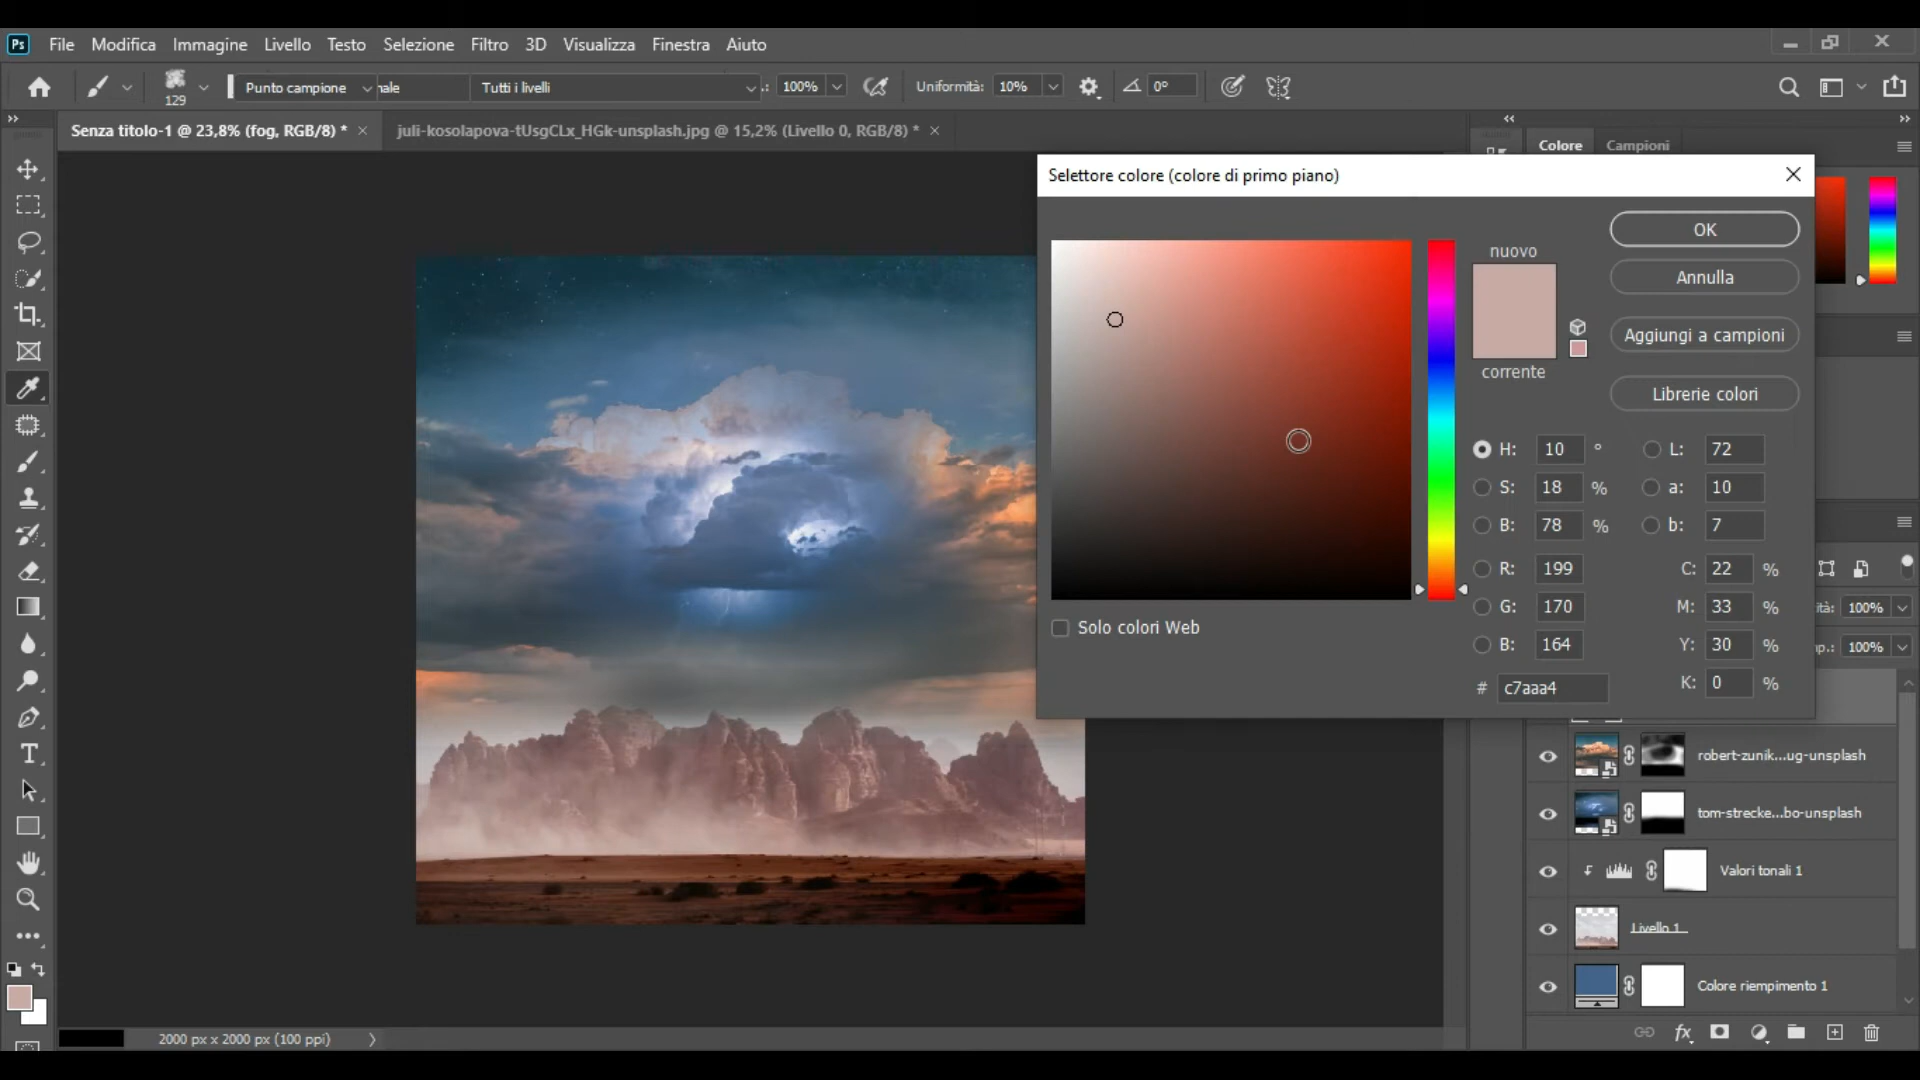 Ps File Modifica Immagine Livello Testo Selezione Filtro 3D Visualizza Finestra Aiuto
129 Punto campione nale Tutti i livelli .: 100% Uniformità: 10% 0°
Senza titolo-1 @ 23,8% (fog, RGB/8) * × juli-kosolapova-tUsgCLx_HGk-unsplash.jpg @ 15,2% (Livello 0, RGB/8) * ×
Colore Campioni
Selettore colore (colore di primo piano)
OK
nuovo
Annulla
Aggiungi a campioni
corrente
Librerie colori
H: 10 ° L: 72
S: 18 % a: 10
B: 78 % b: 7
R: 199 C: 22 %
G: 170 M: 33 %
B: 164 Y: 30 %
# c7aaa4 K: 0 %
Solo colori Web
ità: 100%
np.: 100%
robert-zunik...ug-unsplash
tom-strecke...bo-unsplash
Valori tonali 1
Livello 1
Colore riempimento 1
fx
2000 px x 2000 px (100 ppi)